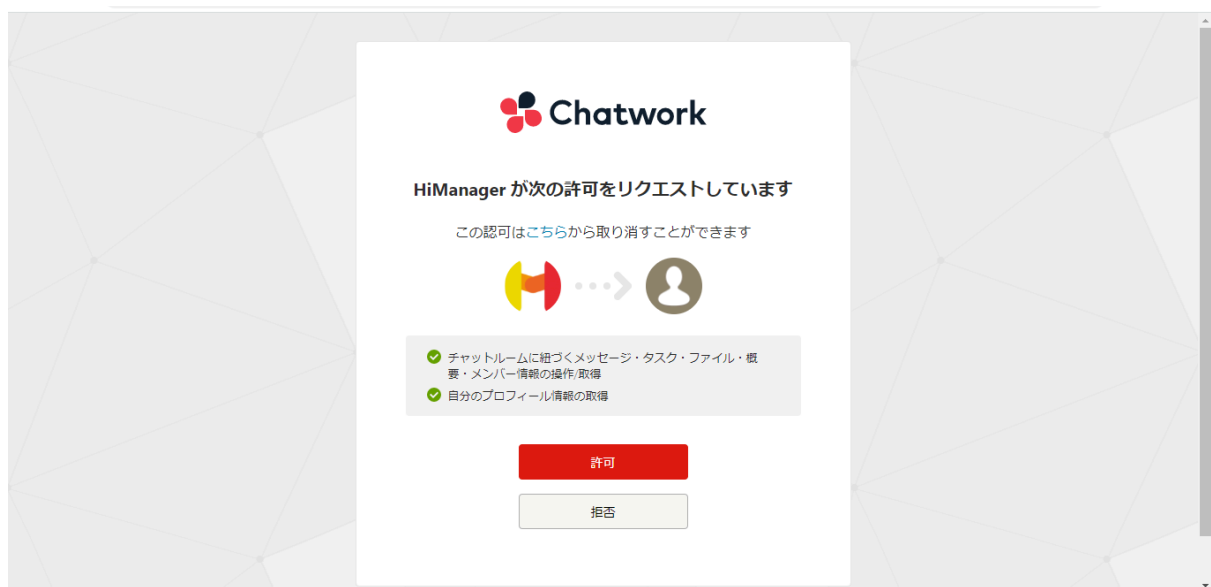 Chatwork
HiManager が次の許可をリクエストしています
この認可はこちらから取り消すことができます
チャットルームに紐づくメッセージ・タスク・ファイル・概
要・メンバー情報の操作/取得
自分のプロフィール情報の取得
許可
拒否